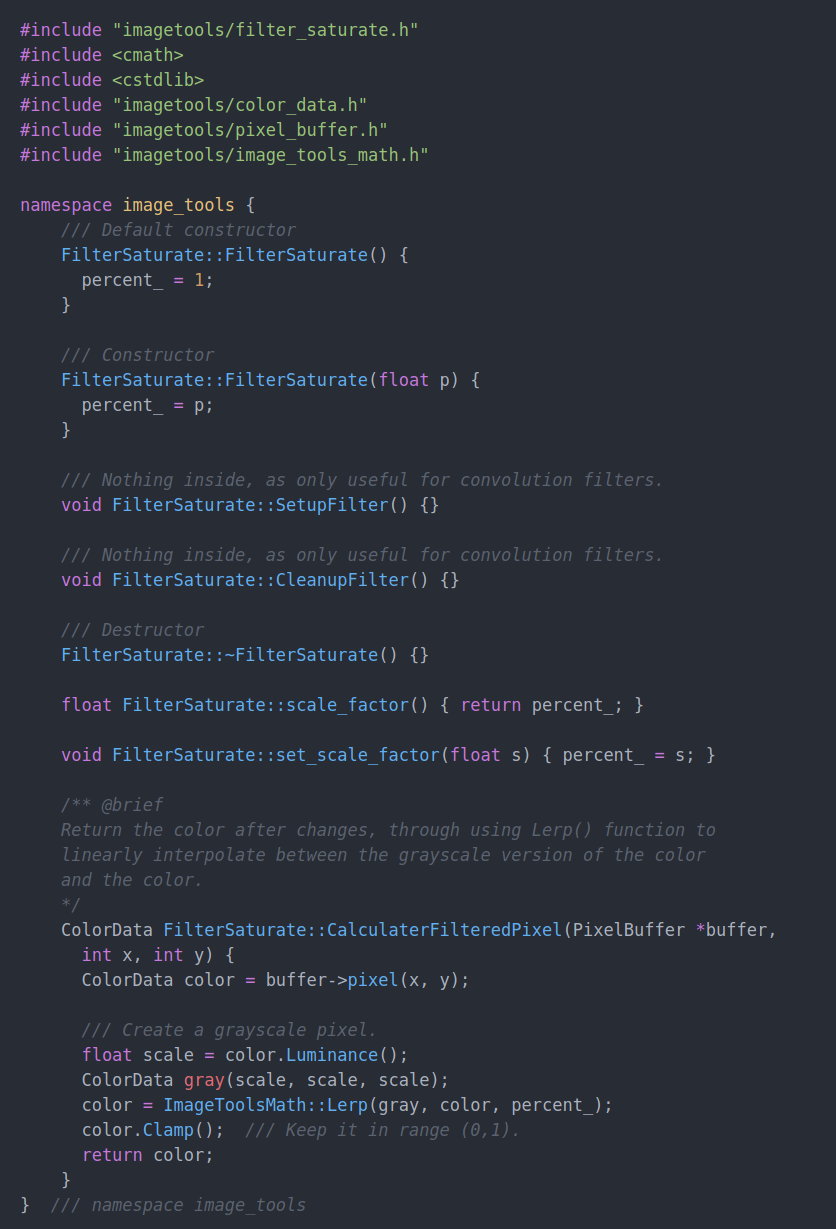 #include "imagetools/filter_saturate.h"
#include <cmath>
#include <cstdlib>
#include "imagetools/color_data.h"
#include "imagetools/pixel_buffer.h"
#include "imagetools/image_tools_math.h"

namespace image_tools {
    /// Default constructor
    FilterSaturate::FilterSaturate() {
      percent_ = 1;
    }

    /// Constructor
    FilterSaturate::FilterSaturate(float p) {
      percent_ = p;
    }

    /// Nothing inside, as only useful for convolution filters.
    void FilterSaturate::SetupFilter() {}

    /// Nothing inside, as only useful for convolution filters.
    void FilterSaturate::CleanupFilter() {}

    /// Destructor
    FilterSaturate::~FilterSaturate() {}

    float FilterSaturate::scale_factor() { return percent_; }

    void FilterSaturate::set_scale_factor(float s) { percent_ = s; }

    /** @brief
    Return the color after changes, through using Lerp() function to
    linearly interpolate between the grayscale version of the color
    and the color.
    */
    ColorData FilterSaturate::CalculaterFilteredPixel(PixelBuffer *buffer,
      int x, int y) {
      ColorData color = buffer->pixel(x, y);

      /// Create a grayscale pixel.
      float scale = color.Luminance();
      ColorData gray(scale, scale, scale);
      color = ImageToolsMath::Lerp(gray, color, percent_);
      color.Clamp();  /// Keep it in range (0,1).
      return color;
    }
}  /// namespace image_tools